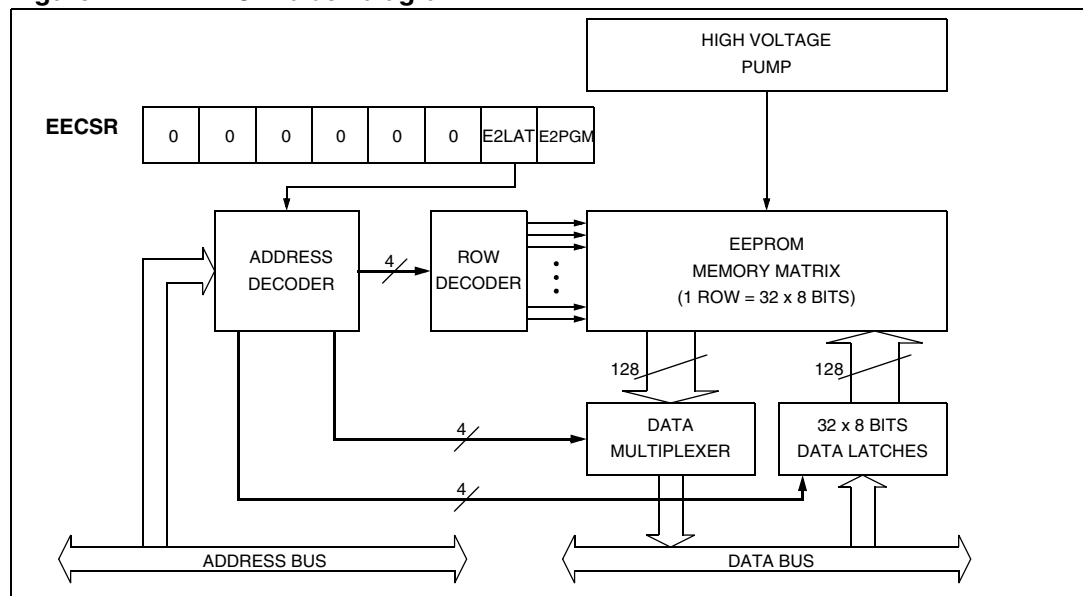 HIGH VOLTAGE
PUMP
EECSR
0 0 0 0 0 0 E2LAT E2PGM
ADDRESS
DECODER
4
ROW
DECODER
EEPROM
MEMORY MATRIX
(1 ROW = 32 x 8 BITS)
128
128
4
DATA
MULTIPLEXER
32 x 8 BITS
DATA LATCHES
4
ADDRESS BUS
DATA BUS